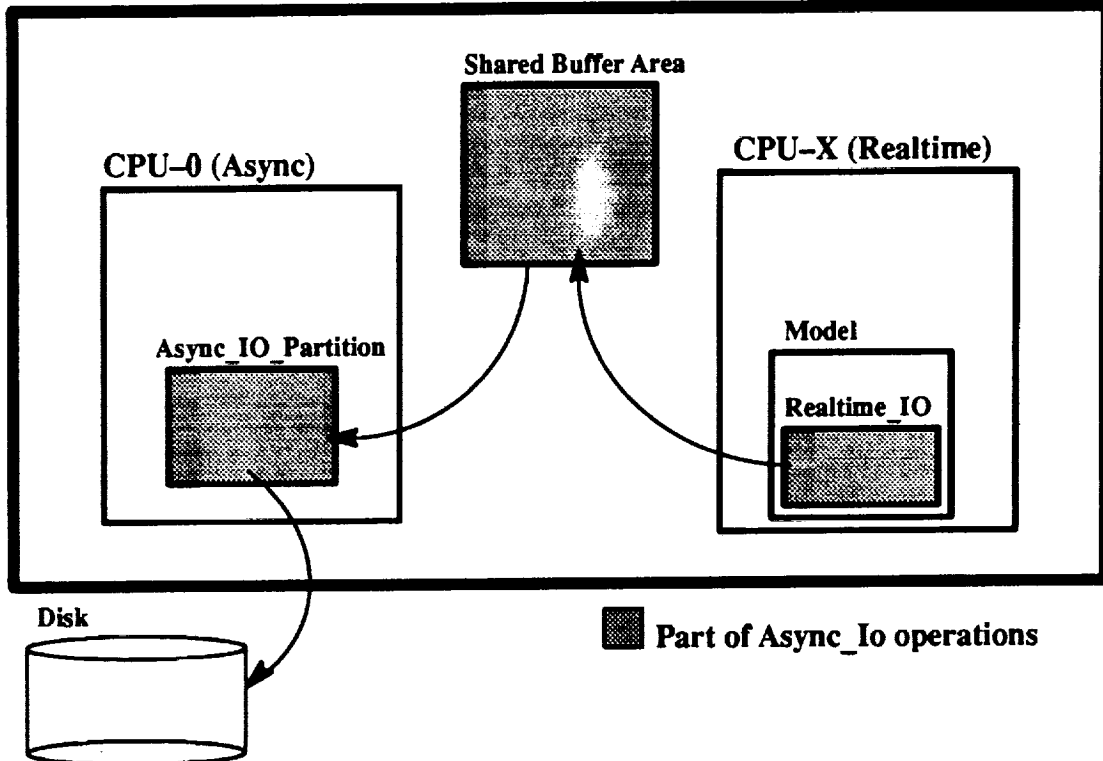 Shared Buffer Area
CPU–0 (Async)
CPU–X (Realtime)
Async_IO_Partition
Model
Realtime_IO
Disk
Part of Async_Io operations